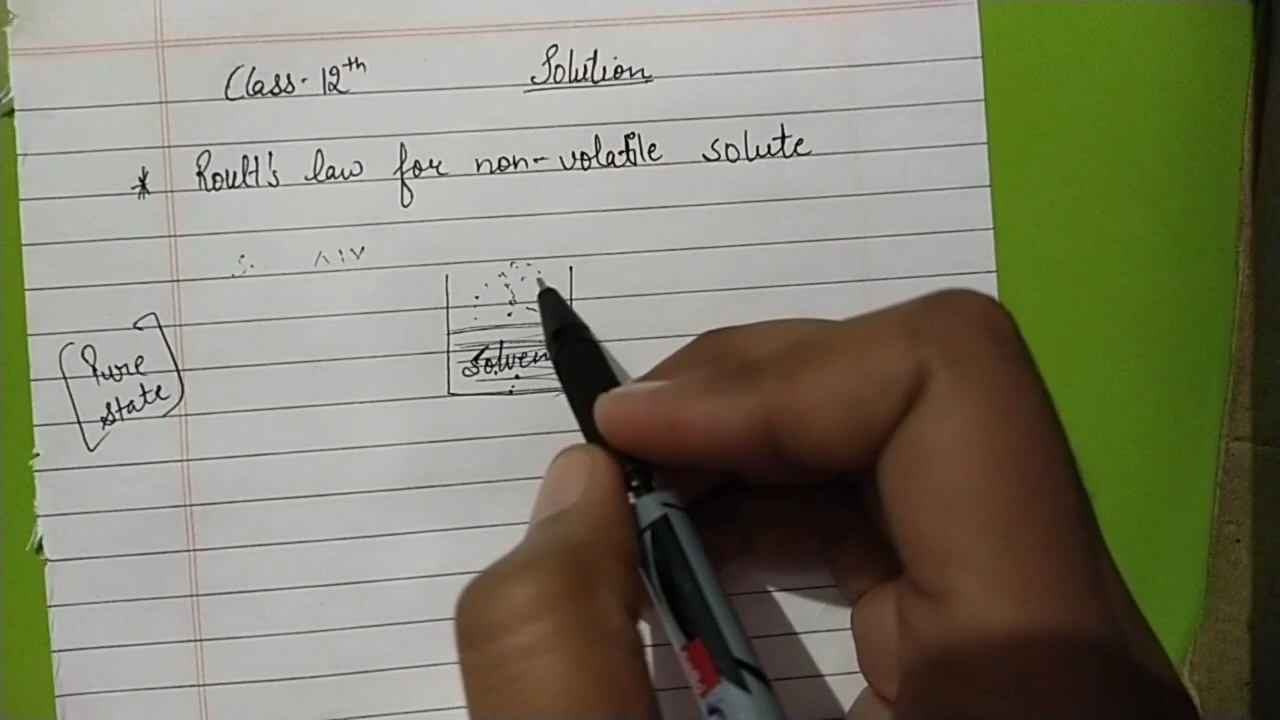 Class-12th Solution
* Roult's law for non-volatile solute
Pure
state
Solven